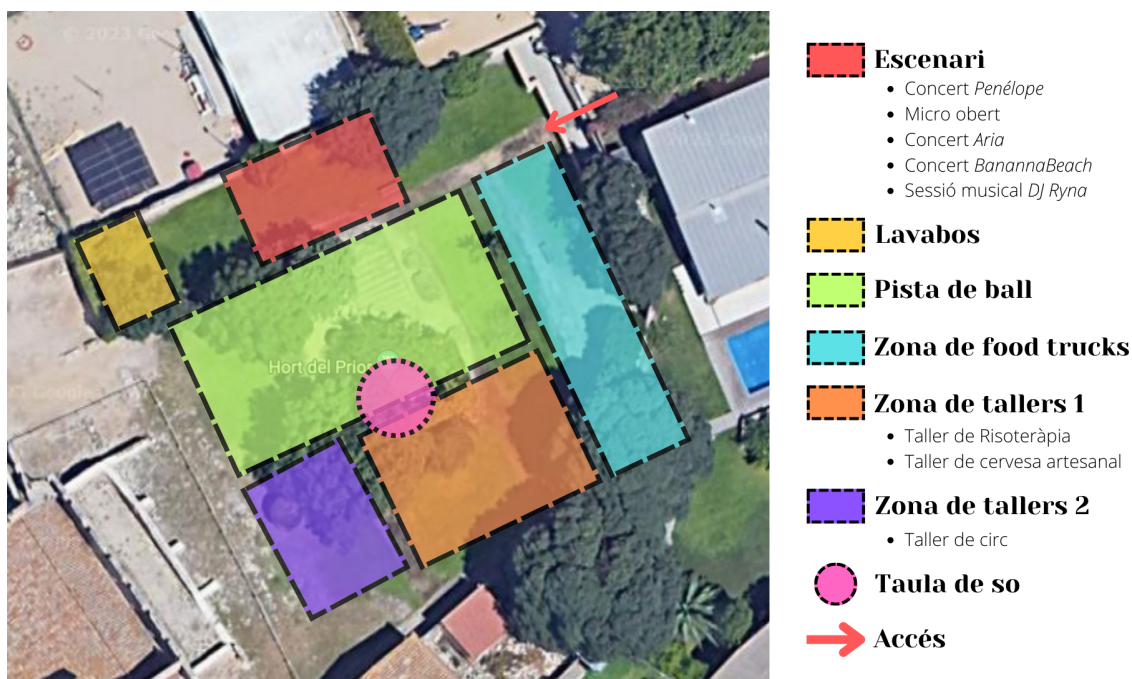 © 2023
Hort del Prior
Escenari
Concert Penélope
Micro obert
Concert Aria
Concert BanannaBeach
Sessió musical DJ Ryna
Lavabos
Pista de ball
Zona de food trucks
Zona de tallers 1
Taller de Risoteràpia
Taller de cervesa artesanal
Zona de tallers 2
Taller de circ
Taula de so
Accés